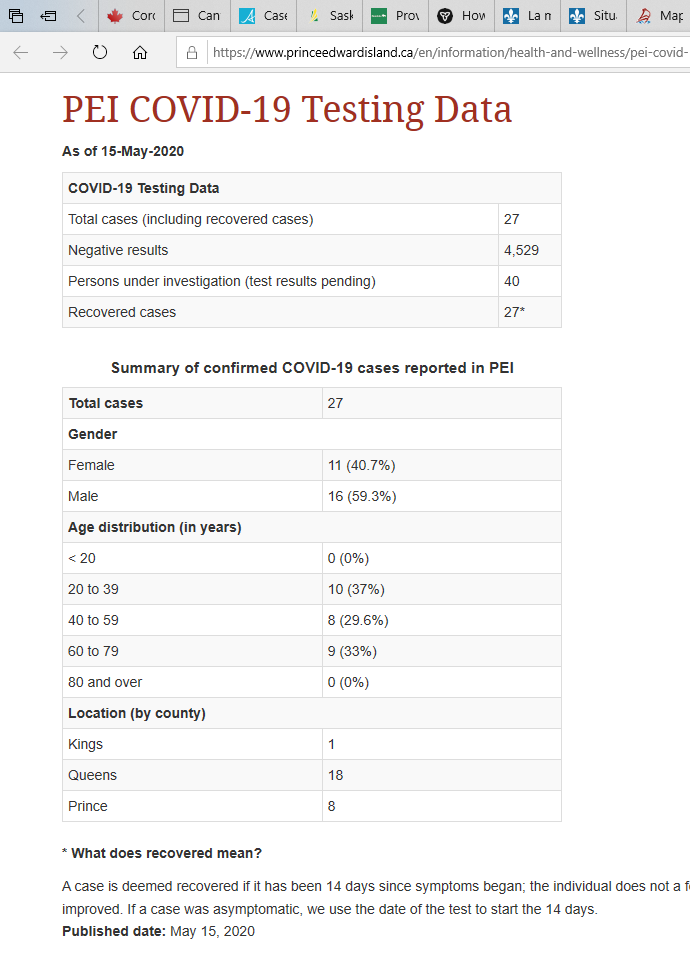 Corc
Can
Case
Sask
Prov
How
La n
Situ
Map
https://www.princeedwardisland.ca/en/information/health-and-wellness/pei-covid-
PEI COVID-19 Testing Data
As of 15-May-2020
COVID-19 Testing Data
Total cases (including recovered cases) 27
Negative results 4,529
Persons under investigation (test results pending) 40
Recovered cases 27*
Summary of confirmed COVID-19 cases reported in PEI
Total cases 27
Gender
Female 11 (40.7%)
Male 16 (59.3%)
Age distribution (in years)
< 20 0 (0%)
20 to 39 10 (37%)
40 to 59 8 (29.6%)
60 to 79 9 (33%)
80 and over 0 (0%)
Location (by county)
Kings 1
Queens 18
Prince 8
* What does recovered mean?
A case is deemed recovered if it has been 14 days since symptoms began; the individual does not a f
improved. If a case was asymptomatic, we use the date of the test to start the 14 days.
Published date: May 15, 2020